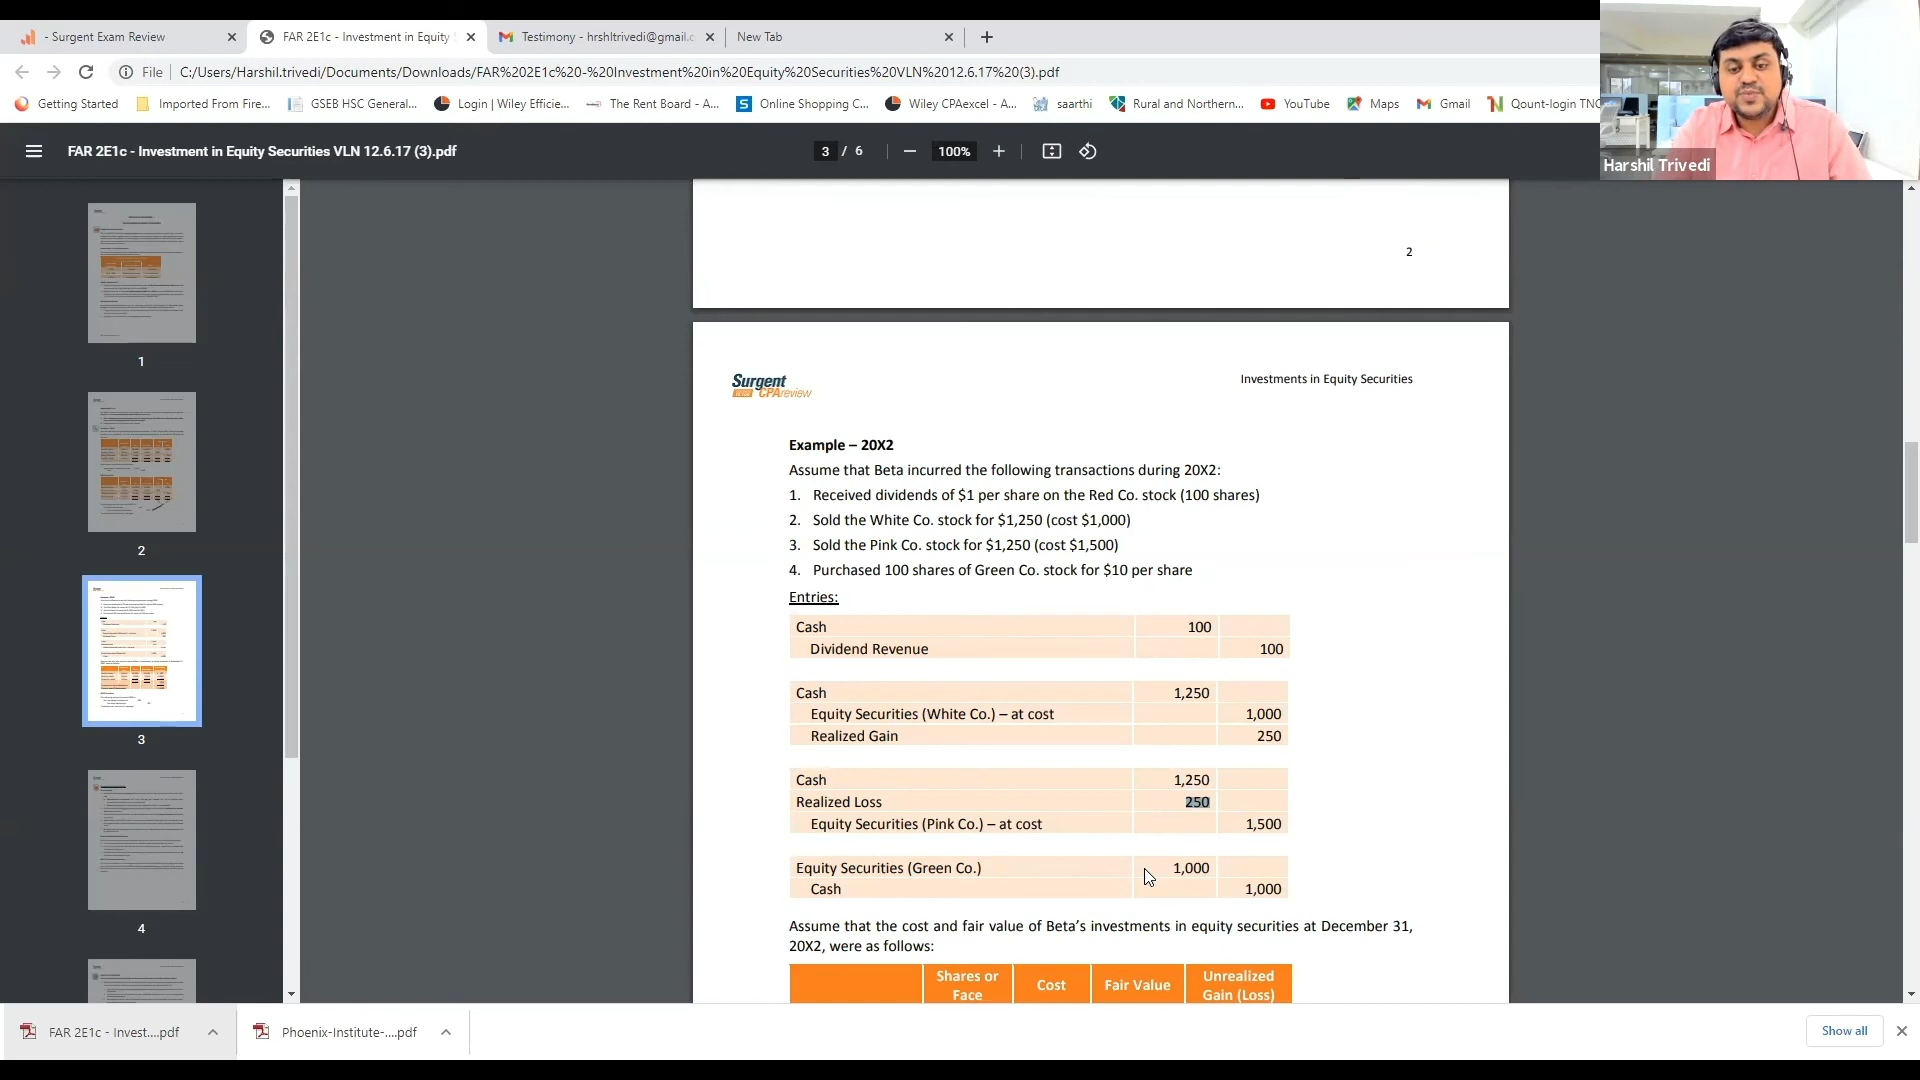 - Surgent Exam Review
FAR 2E1c - Investment in Equity S
Testimony - hrshltrivedi@gmail.c
New Tab
File
C:/Users/Harshil.trivedi/Documents/Downloads/FAR%202E1c%20-%20Investment%20in%20Equity%20Securities%20VLN%2012.6.17%20(3).pdf
Getting Started
Imported From Fire...
GSEB HSC General...
Login | Wiley Efficie...
The Rent Board - A...
Online Shopping C...
Wiley CPAexcel - A...
saarthi
Rural and Northern...
YouTube
Maps
Gmail
Qount-login TNC
Harshil Trivedi
FAR 2E1c - Investment in Equity Securities VLN 12.6.17 (3).pdf
3 / 6
100%
1
2
3
4
2
Surgent
CPAreview
Investments in Equity Securities
Example – 20X2
Assume that Beta incurred the following transactions during 20X2:
1. Received dividends of $1 per share on the Red Co. stock (100 shares)
2. Sold the White Co. stock for $1,250 (cost $1,000)
3. Sold the Pink Co. stock for $1,250 (cost $1,500)
4. Purchased 100 shares of Green Co. stock for $10 per share
Entries:
Cash 100
Dividend Revenue 100
Cash 1,250
Equity Securities (White Co.) – at cost 1,000
Realized Gain 250
Cash 1,250
Realized Loss 250
Equity Securities (Pink Co.) – at cost 1,500
Equity Securities (Green Co.) 1,000
Cash 1,000
Assume that the cost and fair value of Beta's investments in equity securities at December 31,
20X2, were as follows:
Shares or Face
Cost
Fair Value
Unrealized Gain (Loss)
FAR 2E1c - Invest....pdf
Phoenix-Institute-....pdf
Show all